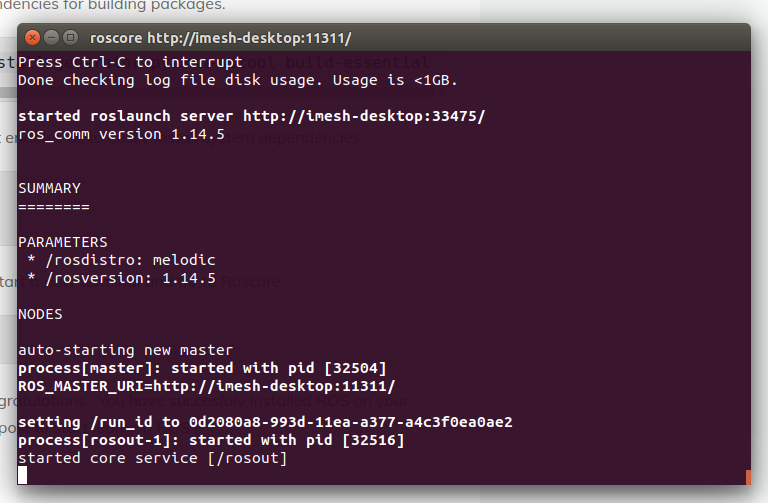 ndencies for building packages.
roscore http://imesh-desktop:11311/
Press Ctrl-C to interrupt
Done checking log file disk usage. Usage is <1GB.
started roslaunch server http://imesh-desktop:33475/
ros_comm version 1.14.5
SUMMARY
========
PARAMETERS
* /rosdistro: melodic
* /rosversion: 1.14.5
NODES
auto-starting new master
process[master]: started with pid [32504]
ROS_MASTER_URI=http://imesh-desktop:11311/
setting /run_id to 0d2080a8-993d-11ea-a377-a4c3f0ea0ae2
process[rosout-1]: started with pid [32516]
started core service [/rosout]